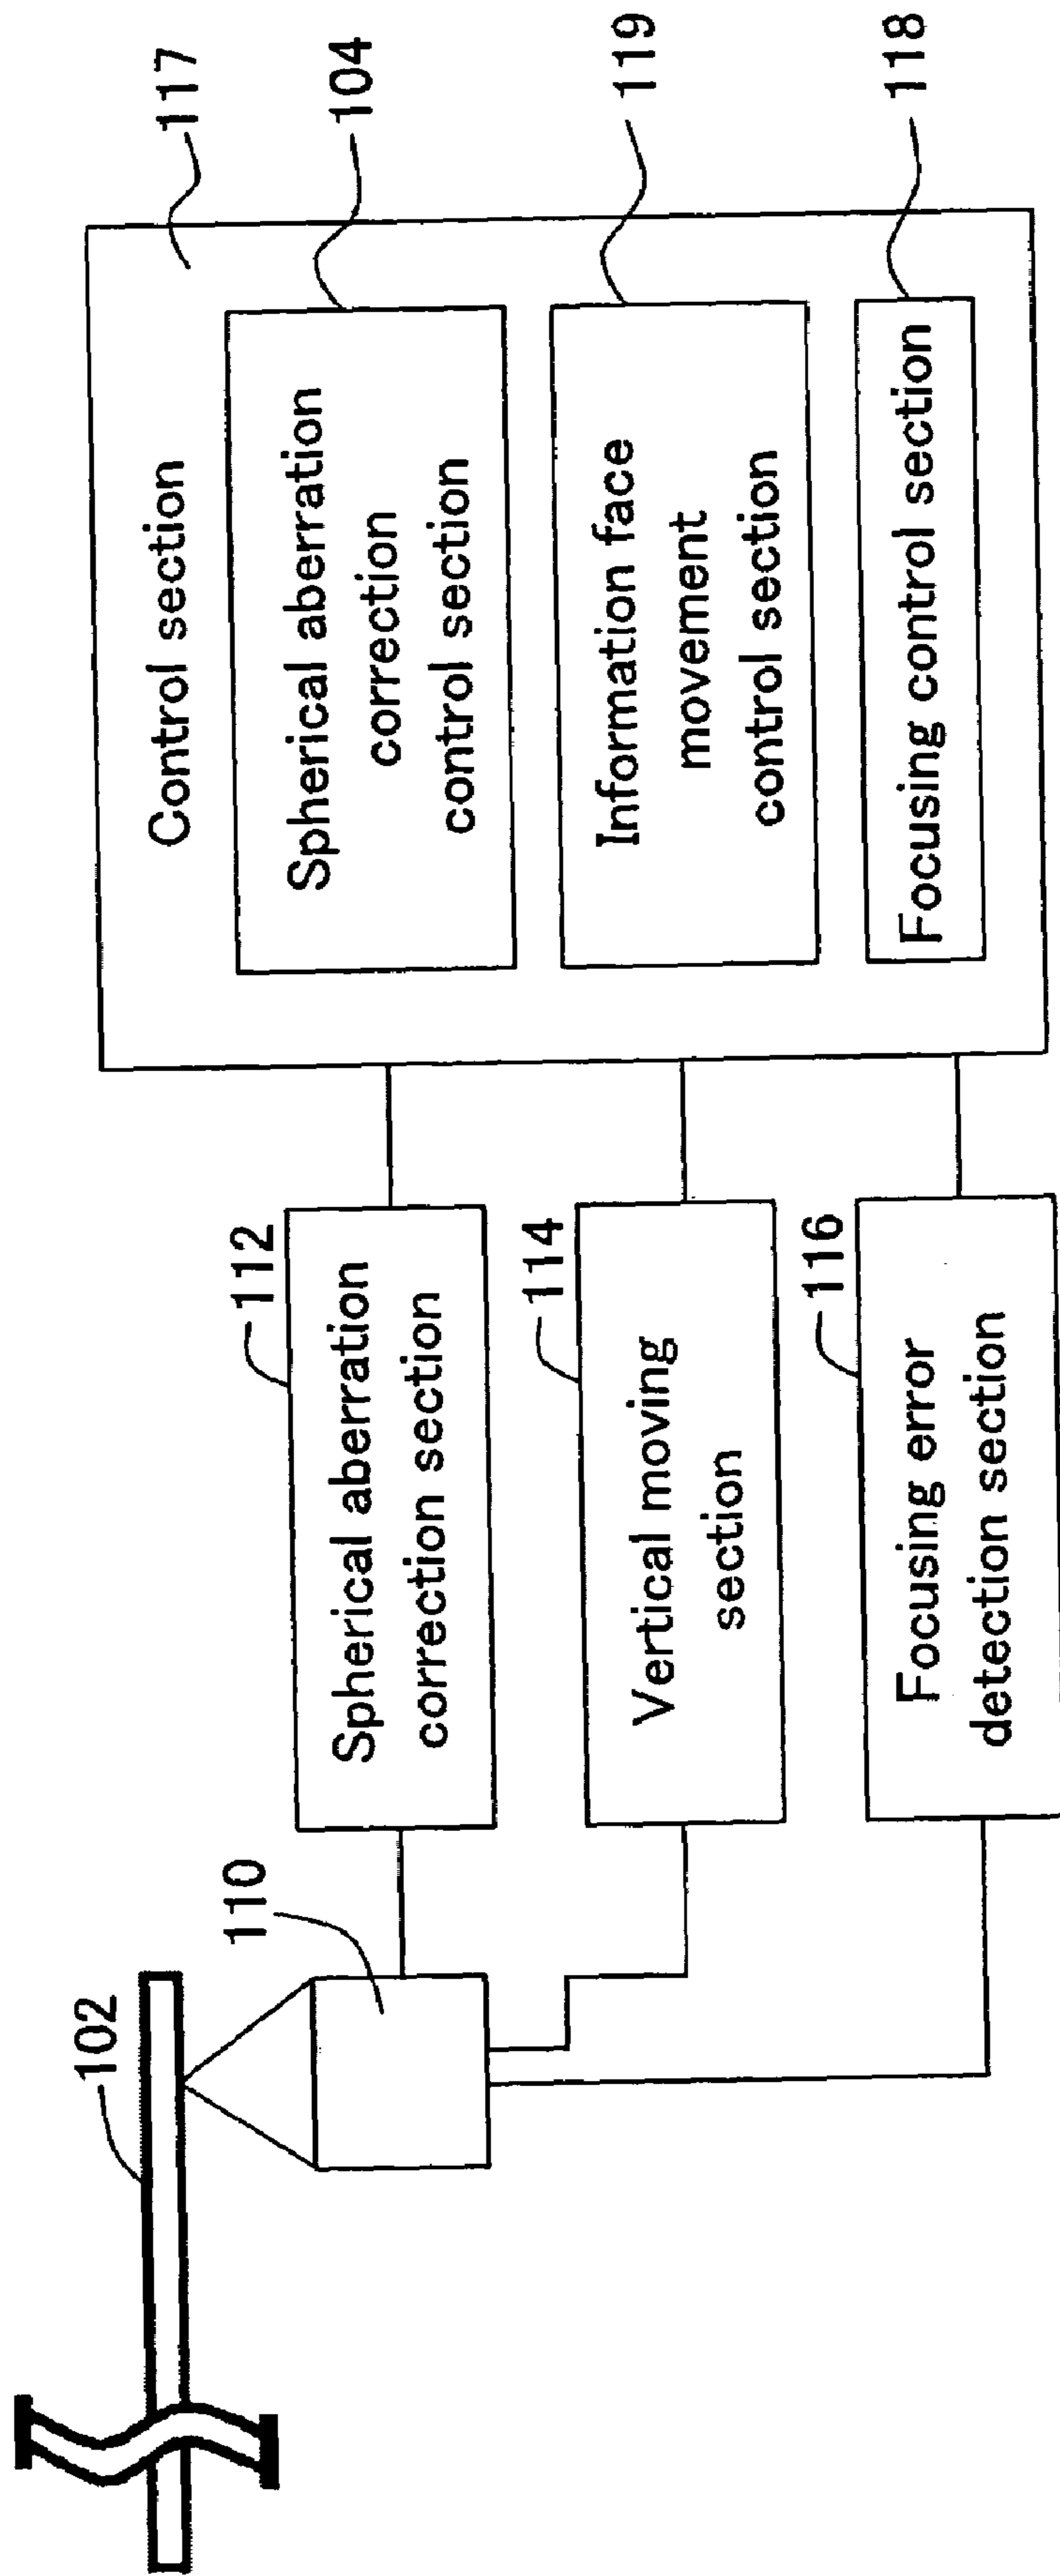 102
110
112
Spherical aberration
correction section
114
Vertical moving
section
116
Focusing error
detection section
117
Control section
104
Spherical aberration
correction
control section
119
Information face
movement
control section
118
Focusing control section